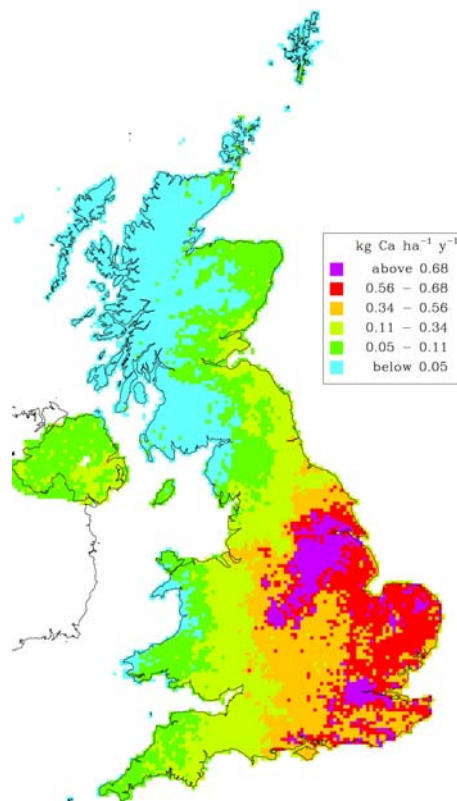 kg Ca ha⁻¹ y⁻¹
above 0.68
0.56 – 0.68
0.34 – 0.56
0.11 – 0.34
0.05 – 0.11
below 0.05